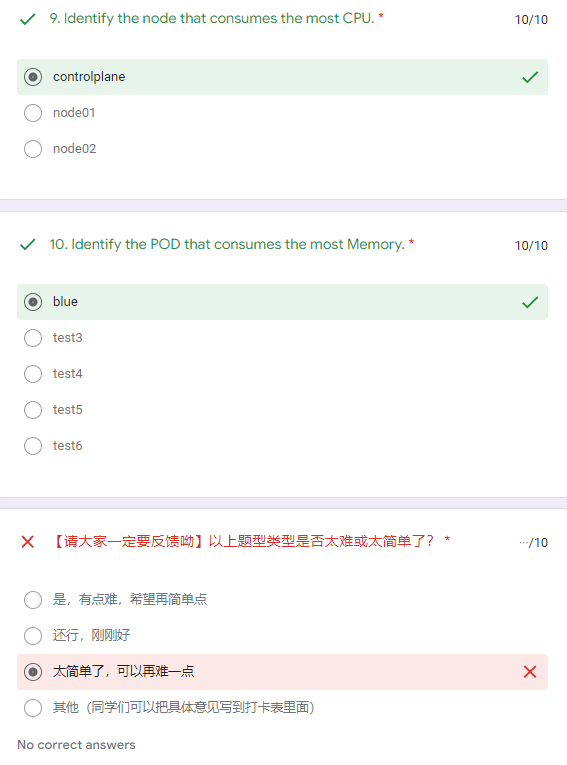 9. Identify the node that consumes the most CPU. * 10/10
controlplane
node01
node02
10. Identify the POD that consumes the most Memory. * 10/10
blue
test3
test4
test5
test6
【请大家一定要反馈呦】以上题型类型是否太难或太简单了？ * ···/10
是，有点难，希望再简单点
还行，刚刚好
太简单了，可以再难一点
其他（同学们可以把具体意见写到打卡表里面）
No correct answers